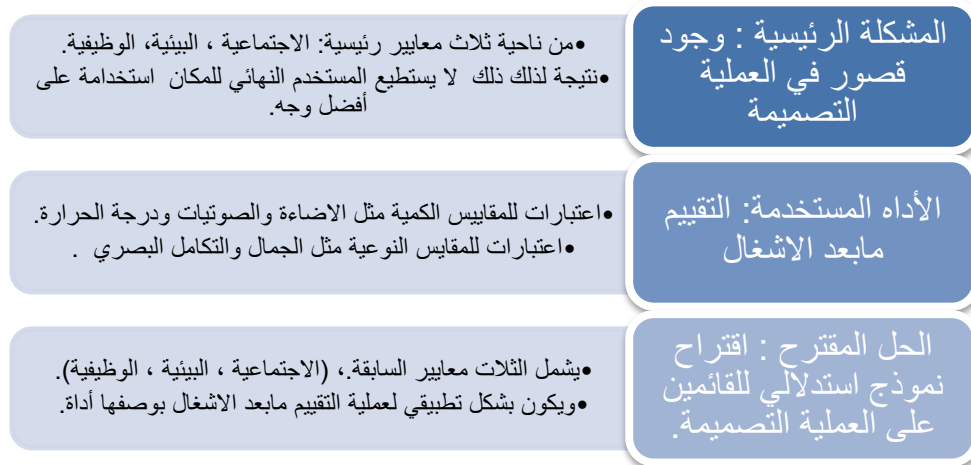 المشكلة الرئيسية : وجود
قصور في العملية
التصميمة
•من ناحية ثلاث معايير رئيسية: الاجتماعية ، البيئية، الوظيفية.
•نتيجة لذلك ذلك لا يستطيع المستخدم النهائي للمكان استخدامة على
أفضل وجه.
الأداه المستخدمة: التقييم
مابعد الاشغال
•اعتبارات للمقاييس الكمية مثل الاضاءة والصوتيات ودرجة الحرارة.
•اعتبارات للمقايس النوعية مثل الجمال والتكامل البصري .
الحل المقترح : اقتراح
نموذج استدلالي للقائمين
على العملية التصميمة.
•يشمل الثلاث معايير السابقة.، (الاجتماعية ، البيئية ، الوظيفية).
•ويكون بشكل تطبيقي لعملية التقييم مابعد الاشغال بوصفها أداة.